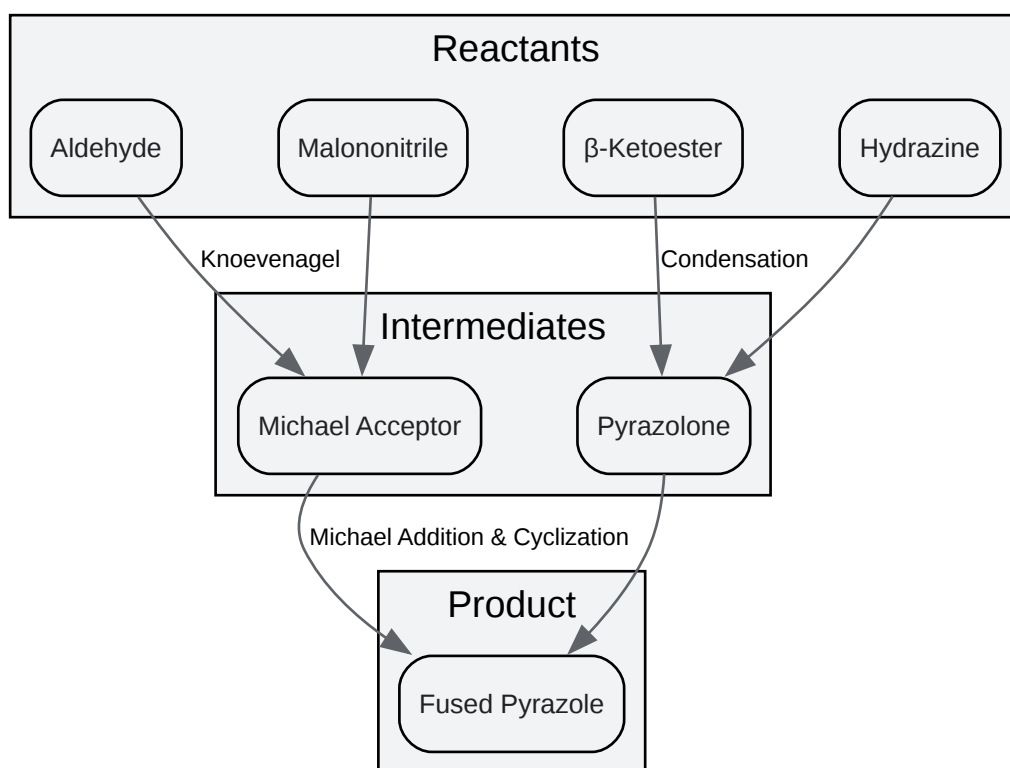 Reactants
Aldehyde
Malononitrile
β-Ketoester
Hydrazine
Knoevenagel
Condensation
Intermediates
Michael Acceptor
Pyrazolone
Michael Addition & Cyclization
Product
Fused Pyrazole